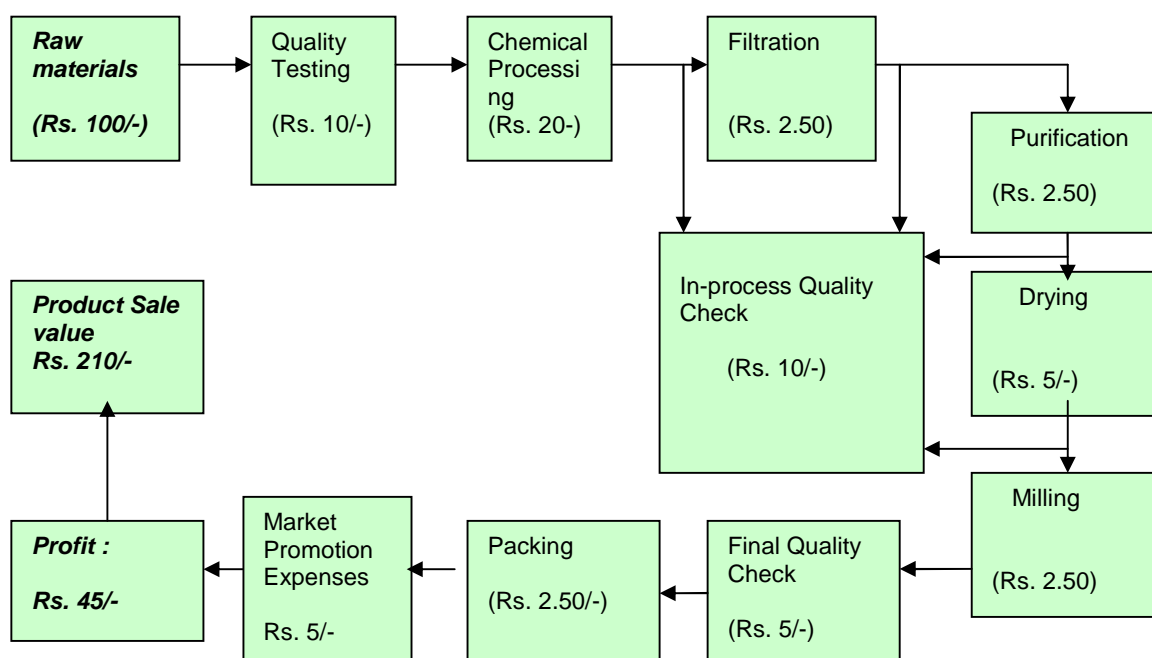 Raw
materials
(Rs. 100/-)
Quality
Testing
(Rs. 10/-)
Chemical
Processi
ng
(Rs. 20-)
Filtration
(Rs. 2.50)
Purification
(Rs. 2.50)
In-process Quality
Check
(Rs. 10/-)
Drying
(Rs. 5/-)
Milling
(Rs. 2.50)
Final Quality
Check
(Rs. 5/-)
Packing
(Rs. 2.50/-)
Market
Promotion
Expenses
Rs. 5/-
Profit :
Rs. 45/-
Product Sale
value
Rs. 210/-